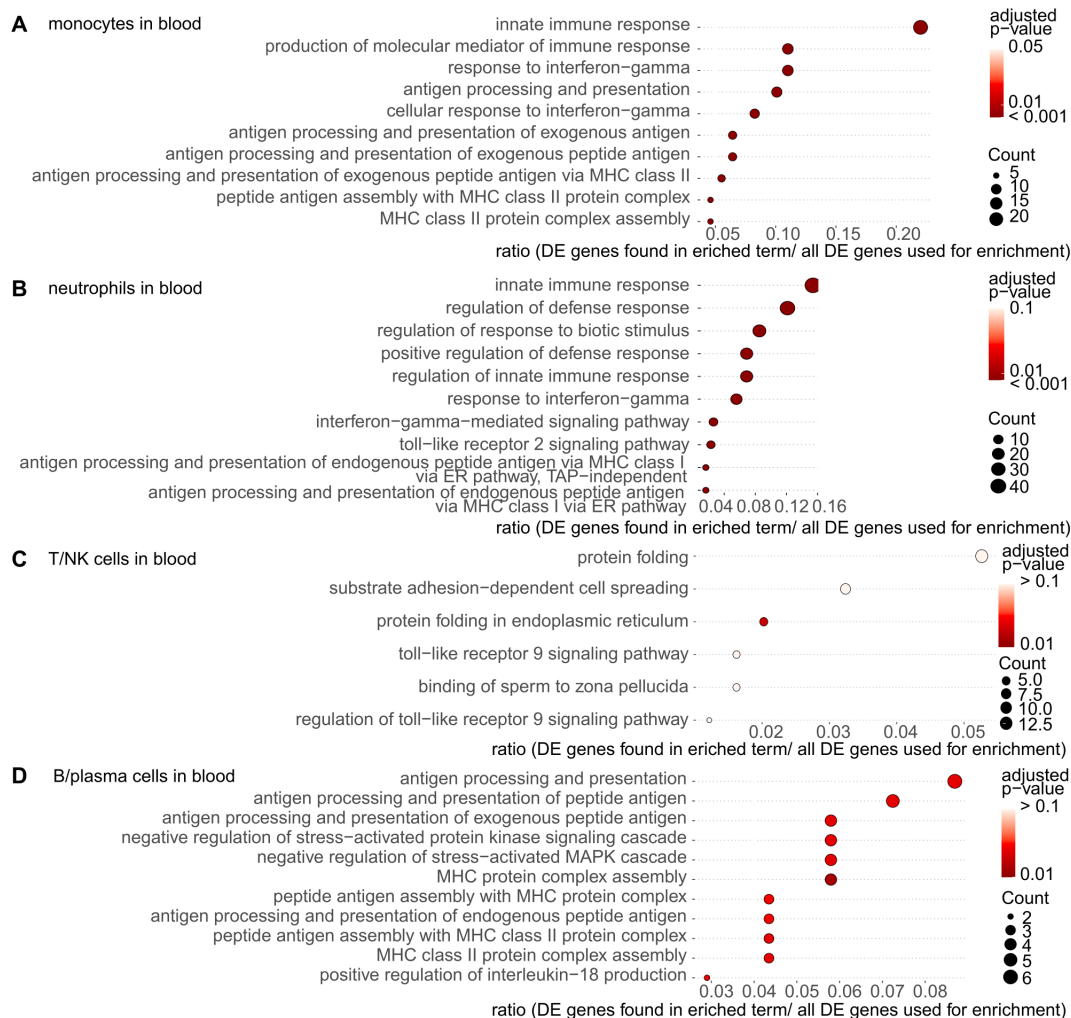 A monocytes in blood
innate immune response
production of molecular mediator of immune response
response to interferon−gamma
antigen processing and presentation
cellular response to interferon−gamma
antigen processing and presentation of exogenous antigen
antigen processing and presentation of exogenous peptide antigen
antigen processing and presentation of exogenous peptide antigen via MHC class II
peptide antigen assembly with MHC class II protein complex
MHC class II protein complex assembly
0.05 0.10 0.15 0.20
ratio (DE genes found in eriched term/ all DE genes used for enrichment)
adjusted
p−value
0.05
0.01
< 0.001
Count
5
10
15
20
B neutrophils in blood
innate immune response
regulation of defense response
regulation of response to biotic stimulus
positive regulation of defense response
regulation of innate immune response
response to interferon−gamma
interferon−gamma−mediated signaling pathway
toll−like receptor 2 signaling pathway
antigen processing and presentation of endogenous peptide antigen via MHC class I
via ER pathway, TAP−independent
antigen processing and presentation of endogenous peptide antigen
via MHC class I via ER pathway
0.04 0.08 0.12 0.16
ratio (DE genes found in eriched term/ all DE genes used for enrichment)
adjusted
p−value
0.1
0.01
< 0.001
Count
10
20
30
40
C T/NK cells in blood
protein folding
substrate adhesion−dependent cell spreading
protein folding in endoplasmic reticulum
toll−like receptor 9 signaling pathway
binding of sperm to zona pellucida
regulation of toll−like receptor 9 signaling pathway
0.02 0.03 0.04 0.05
ratio (DE genes found in eriched term/ all DE genes used for enrichment)
adjusted
p−value
> 0.1
0.01
Count
5.0
7.5
10.0
12.5
D B/plasma cells in blood
antigen processing and presentation
antigen processing and presentation of peptide antigen
antigen processing and presentation of exogenous peptide antigen
negative regulation of stress−activated protein kinase signaling cascade
negative regulation of stress−activated MAPK cascade
MHC protein complex assembly
peptide antigen assembly with MHC protein complex
antigen processing and presentation of endogenous peptide antigen
peptide antigen assembly with MHC class II protein complex
MHC class II protein complex assembly
positive regulation of interleukin−18 production
0.03 0.04 0.05 0.06 0.07 0.08
ratio (DE genes found in eriched term/ all DE genes used for enrichment)
adjusted
p−value
> 0.1
0.01
Count
2
3
4
5
6